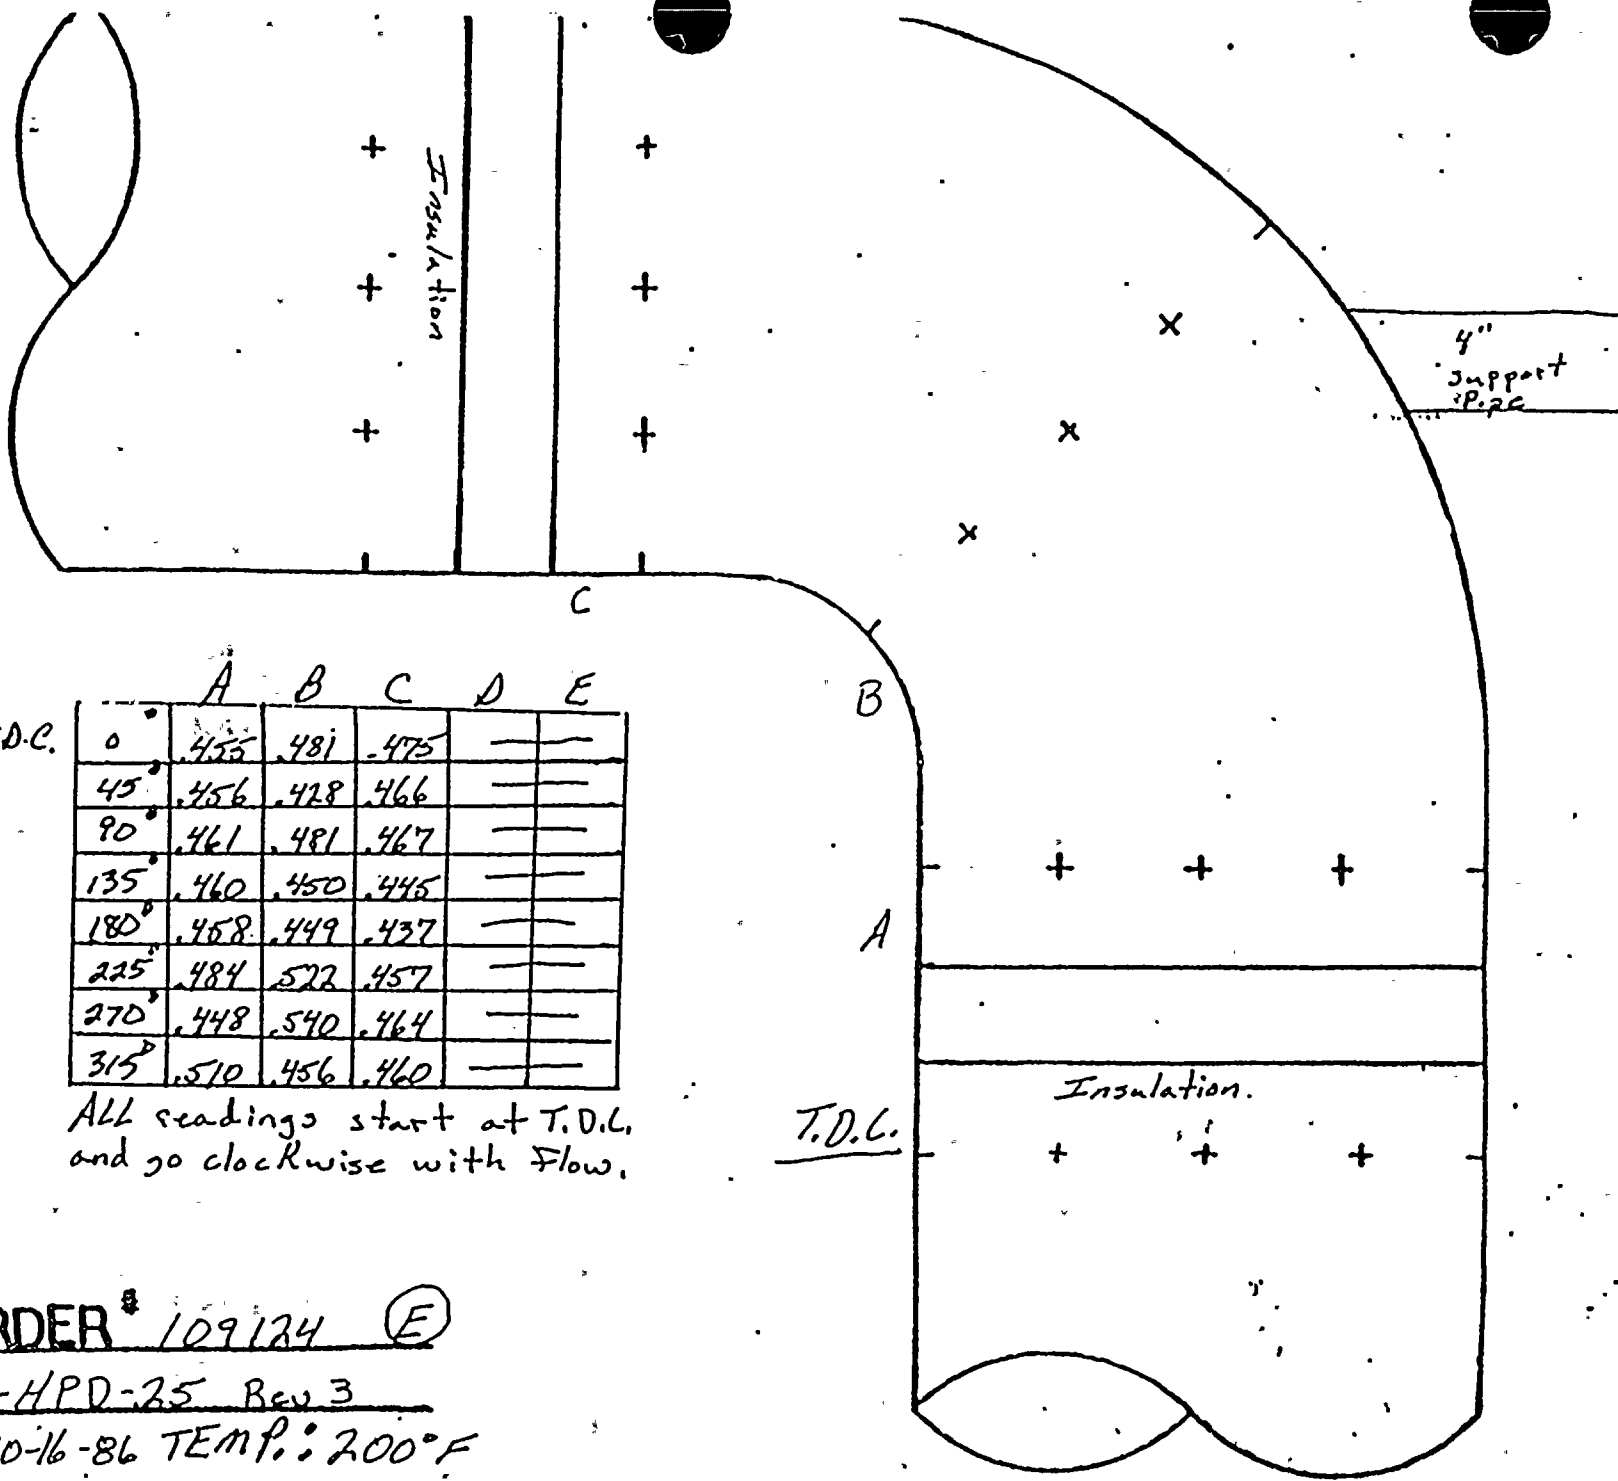 Insulation
4"
support
Pipe
C
B
A
A B C D E
D.C. 0° .455 .481 .475 — —
45° .456 .428 .466 — —
90° .461 .481 .467 — —
135° .460 .450 .445 — —
180° .458 .449 .437 — —
225° .484 .522 .457 — —
270° .448 .540 .464 — —
315° .510 .456 .460 — —
ALL readings start at T.D.C.
and go clockwise with Flow.
Insulation.
T.D.C.
RDER # 109124 E
-HPD-25 Rev 3
0-16-86 TEMP.: 200°F